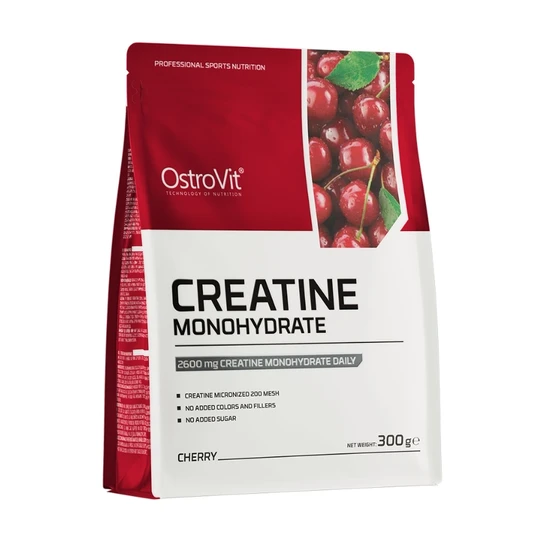 PROFESSIONAL SPORTS NUTRITION
OstroVit®
TECHNOLOGY OF NUTRITION
CREATINE
MONOHYDRATE
2600 mg CREATINE MONOHYDRATE DAILY
CREATINE MICRONIZED 200 MESH
NO ADDED COLORS AND FILLERS
NO ADDED SUGAR
CHERRY
NET WEIGHT: 300 g ℮